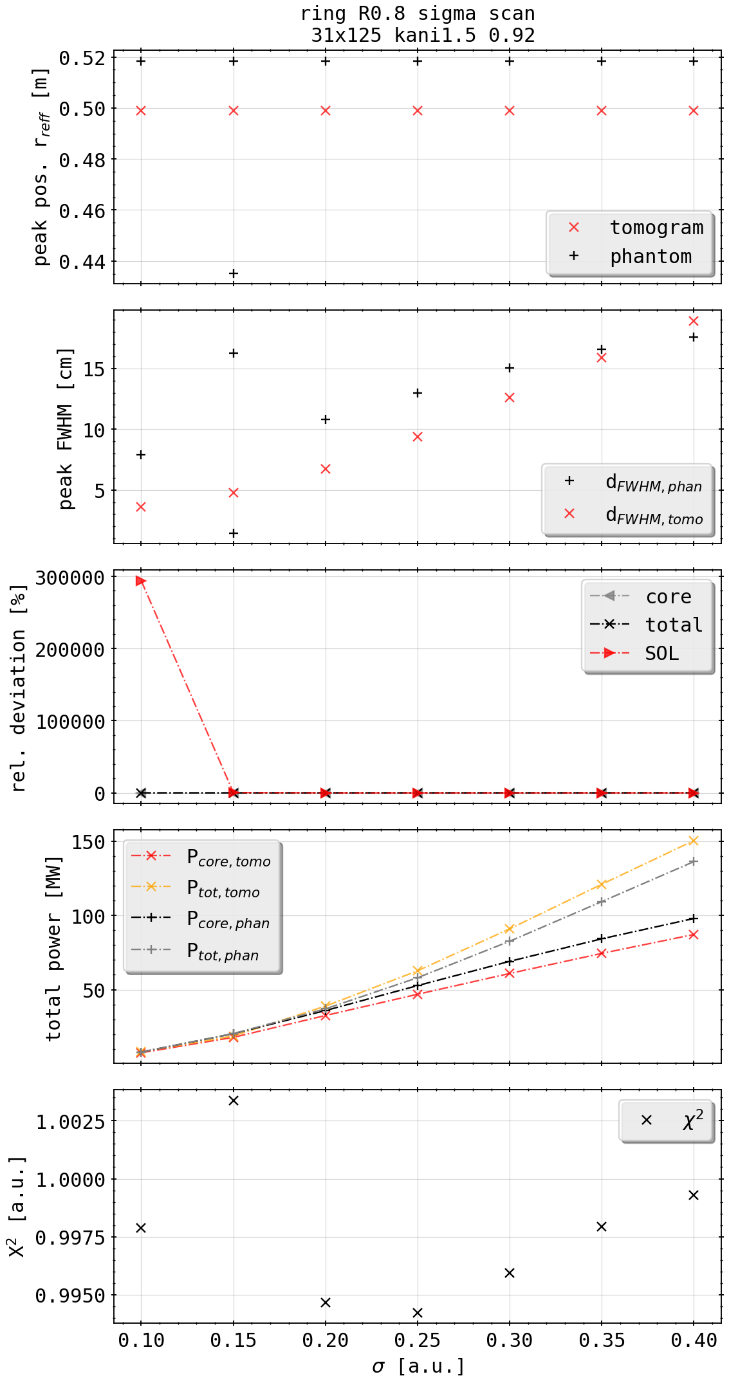 ring R0.8 sigma scan
31x125 kani1.5 0.92
peak pos. r_reff [m]
0.52
0.50
0.48
0.46
0.44
tomogram
phantom
peak FWHM [cm]
15
10
5
d_FWHM,phan
d_FWHM,tomo
rel. deviation [%]
300000
200000
100000
0
core
total
SOL
total power [MW]
150
100
50
P_core,tomo
P_tot,tomo
P_core,phan
P_tot,phan
X² [a.u.]
1.0025
1.0000
0.9975
0.9950
χ²
0.10 0.15 0.20 0.25 0.30 0.35 0.40
σ [a.u.]